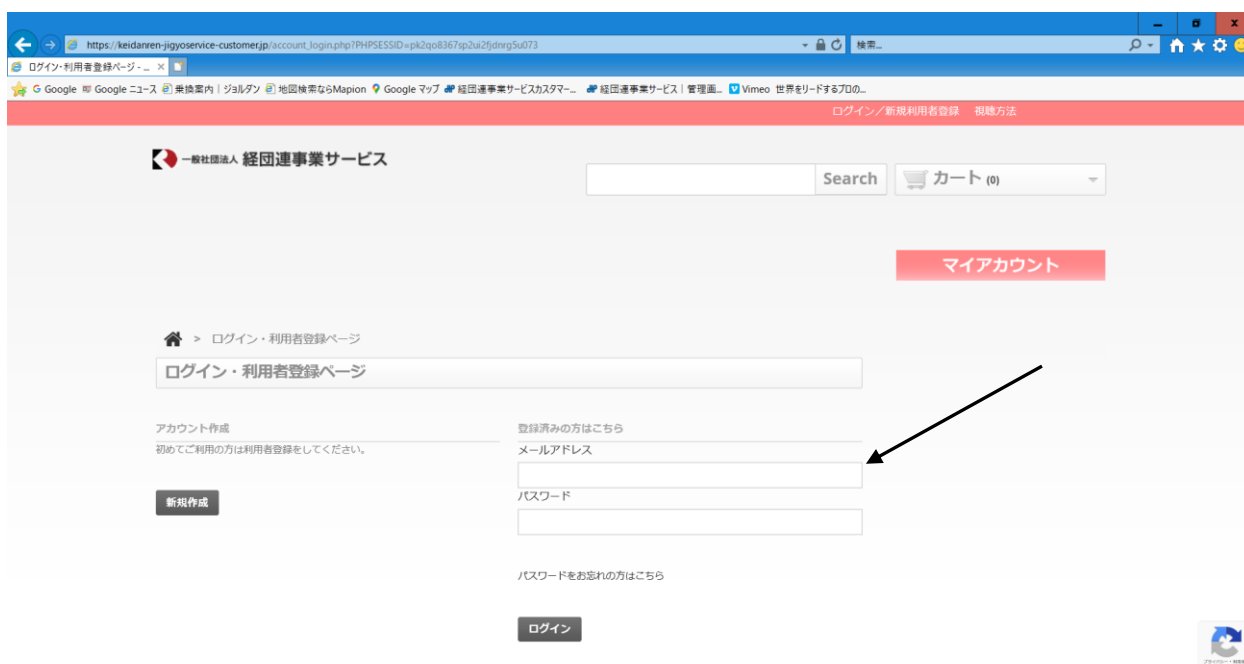 https://keidanren-jigyoservice-customer.jp/account_login.php?PHPSESSID=pk2qo8367sp2ui2fjdnrg5u073
検索...
ログイン・利用者登録ページ - ...
Google Google ニュース 乗換案内｜ジョルダン 地図検索ならMapion Google マップ 経団連事業サービスカスタマー... 経団連事業サービス｜管理画... Vimeo 世界をリードするプロの...
ログイン／新規利用者登録 視聴方法
一般社団法人 経団連事業サービス
Search カート (0)
マイアカウント
> ログイン・利用者登録ページ
ログイン・利用者登録ページ
アカウント作成
初めてご利用の方は利用者登録をしてください。
新規作成
登録済みの方はこちら
メールアドレス
パスワード
パスワードをお忘れの方はこちら
ログイン